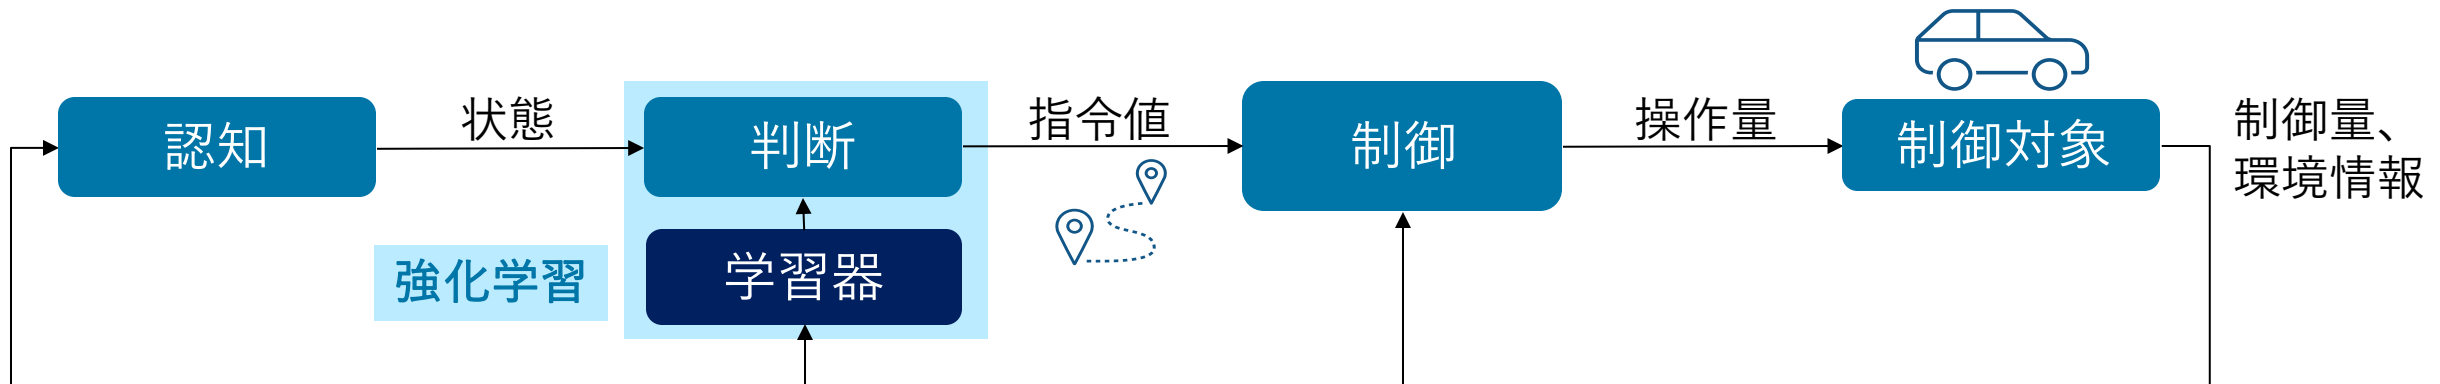 認知
状態
判断
指令値
制御
操作量
制御対象
制御量、
環境情報
強化学習
学習器